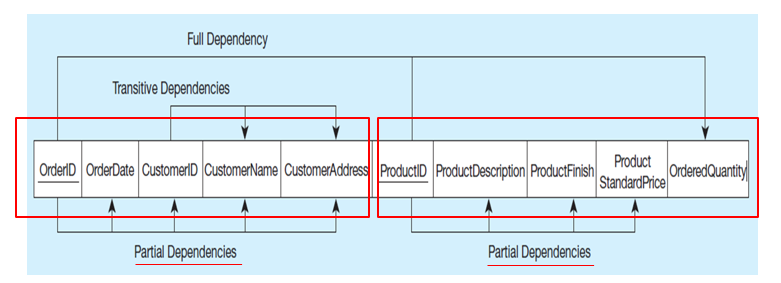 Full Dependency
Transitive Dependencies
OrderID OrderDate CustomerID CustomerName CustomerAddress ProductID ProductDescription ProductFinish Product StandardPrice OrderedQuantity
Partial Dependencies Partial Dependencies